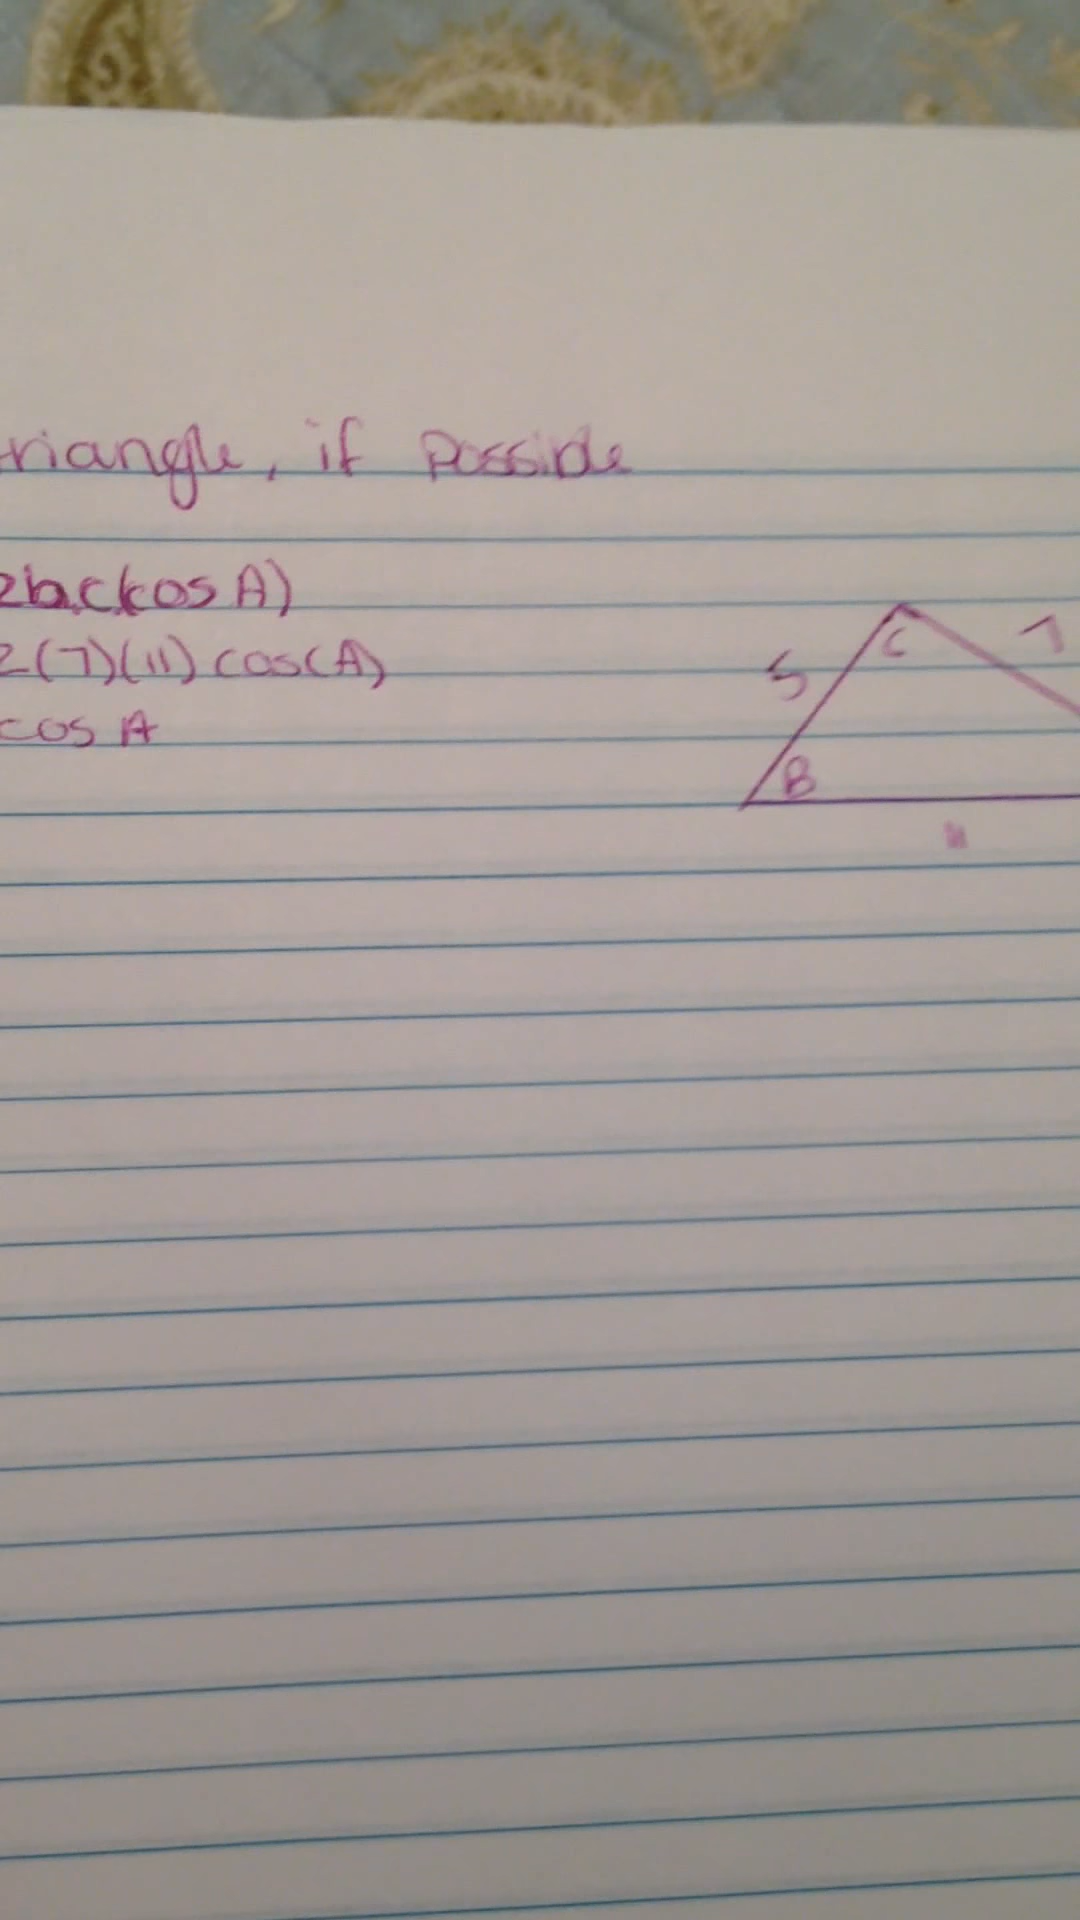 riangle, if possible
2bc(cos A)
2(7)(11) cos(A)
cos A
C
7
5
B
11